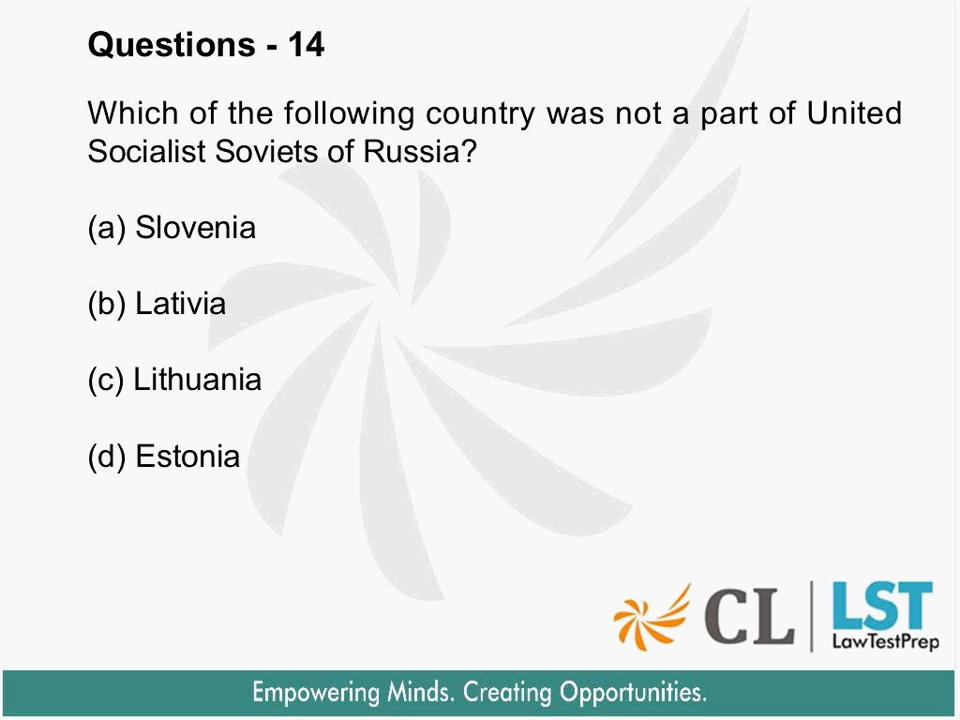 Questions - 14
Which of the following country was not a part of United
Socialist Soviets of Russia?
(a) Slovenia
(b) Lativia
(c) Lithuania
(d) Estonia
CL LST
LawTestPrep
Empowering Minds. Creating Opportunities.